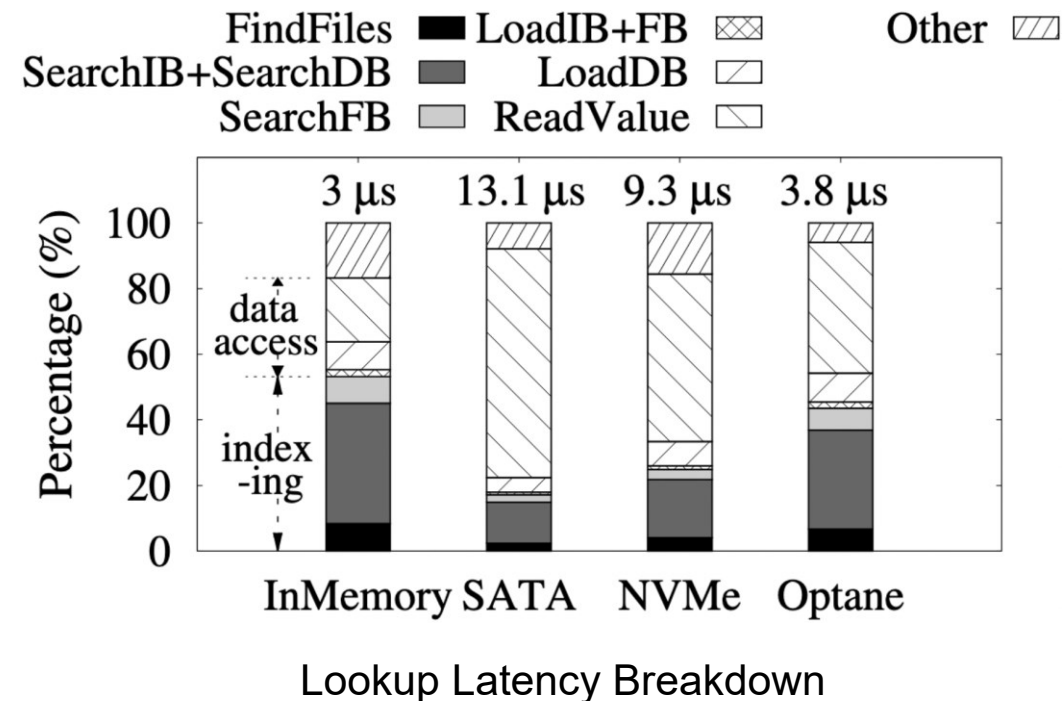 FindFiles LoadIB+FB Other
SearchIB+SearchDB LoadDB
SearchFB ReadValue
3 μs 13.1 μs 9.3 μs 3.8 μs
Percentage (%)
100
80
60
40
20
0
data
access
index
-ing
InMemory SATA NVMe Optane
Lookup Latency Breakdown